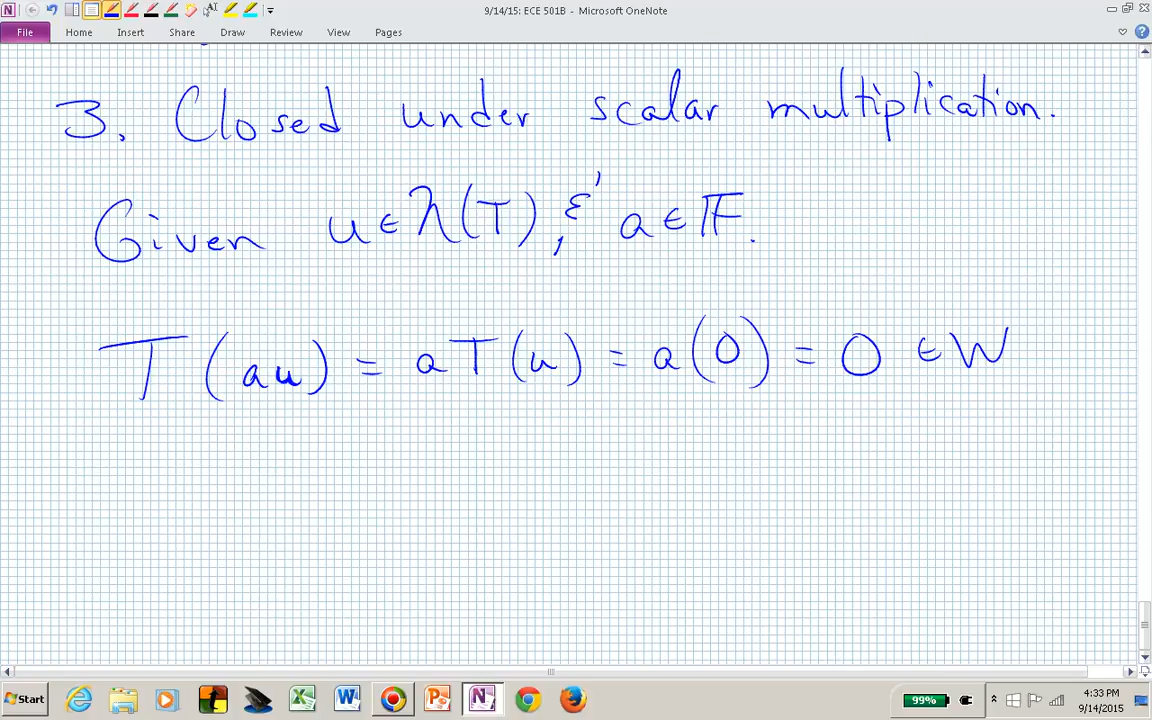 9/14/15: ECE 501B - Microsoft OneNote
File Home Insert Share Draw Review View Pages
3. Closed under scalar multiplication.
Given u ∈ η(T), & a ∈ 𝔽.
T(au) = aT(u) = a(0) = 0 ∈ W
Start
99%
4:33 PM
9/14/2015